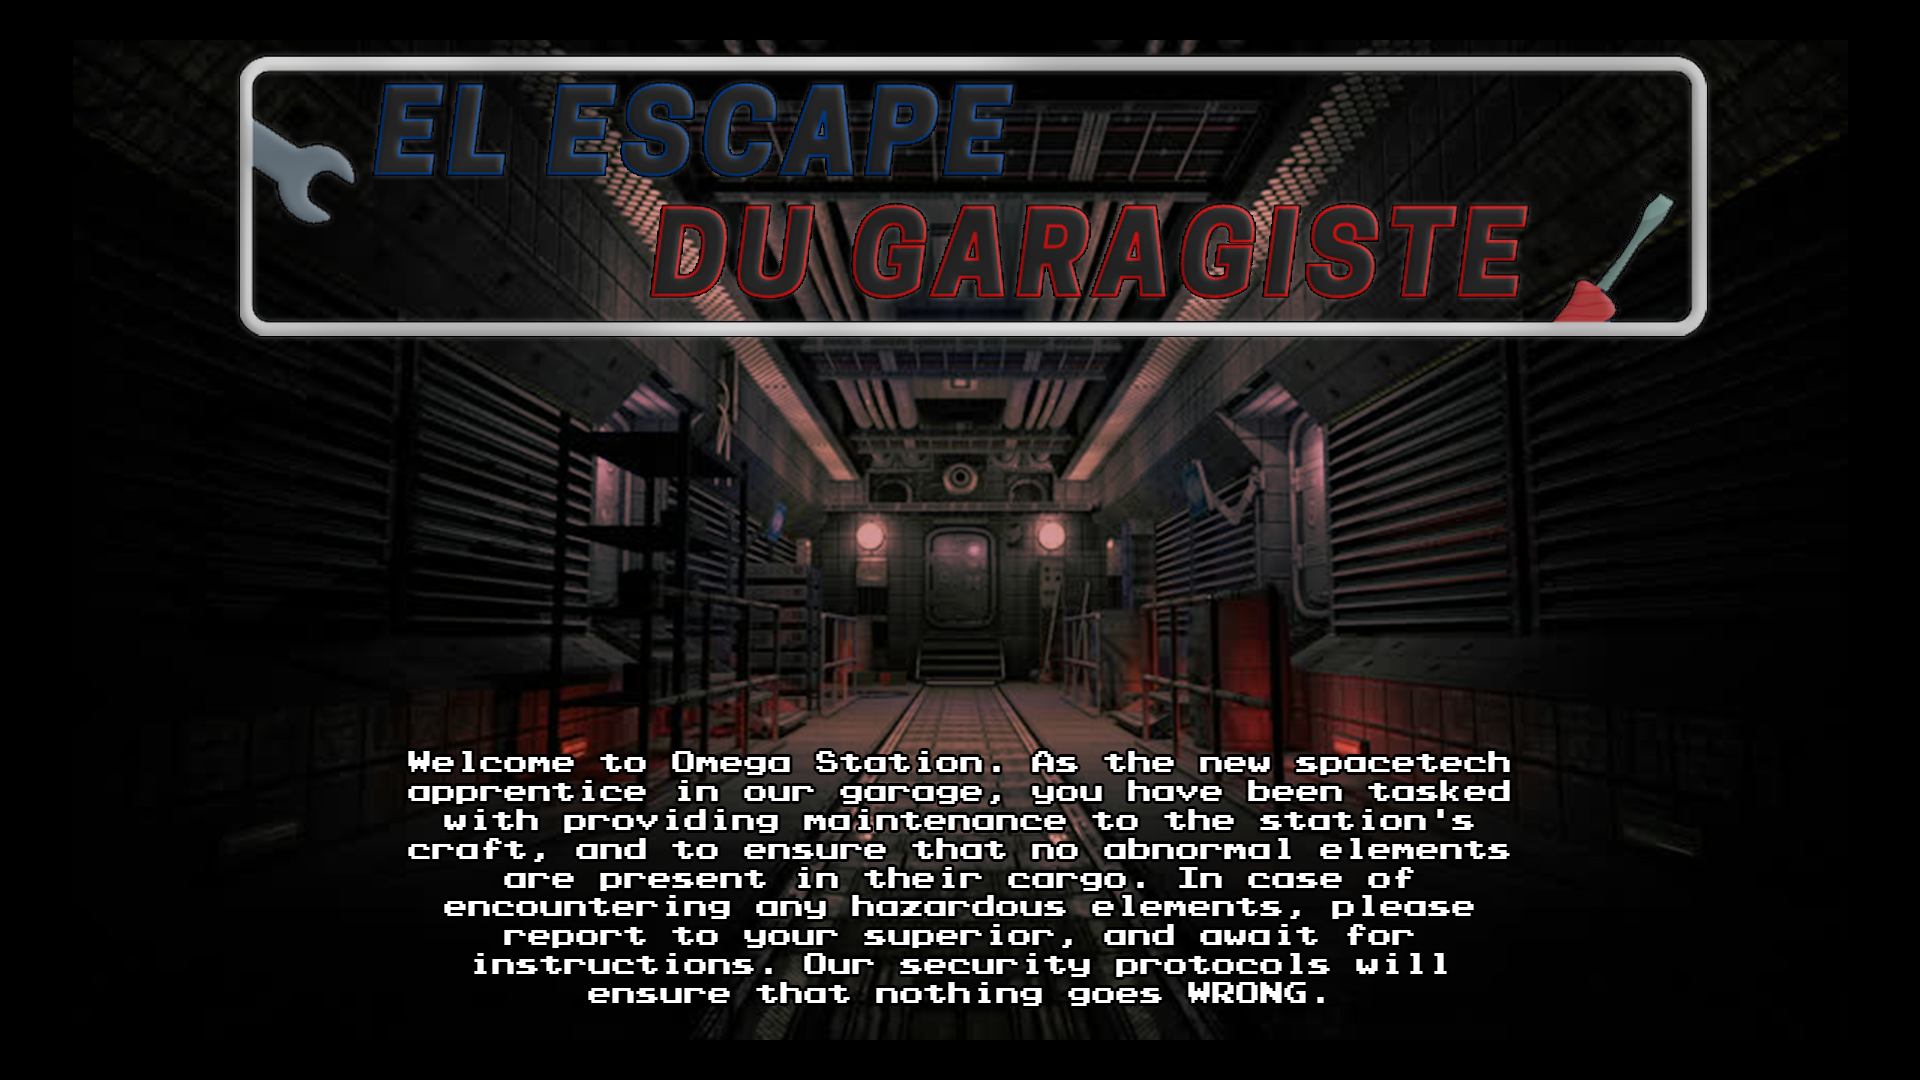 EL ESCAPE
DU GARAGISTE
Welcome to Omega Station. As the new spacetech
apprentice in our garage, you have been tasked
with providing maintenance to the station's
craft, and to ensure that no abnormal elements
are present in their cargo. In case of
encountering any hazardous elements, please
report to your superior, and await for
instructions. Our security protocols will
ensure that nothing goes WRONG.